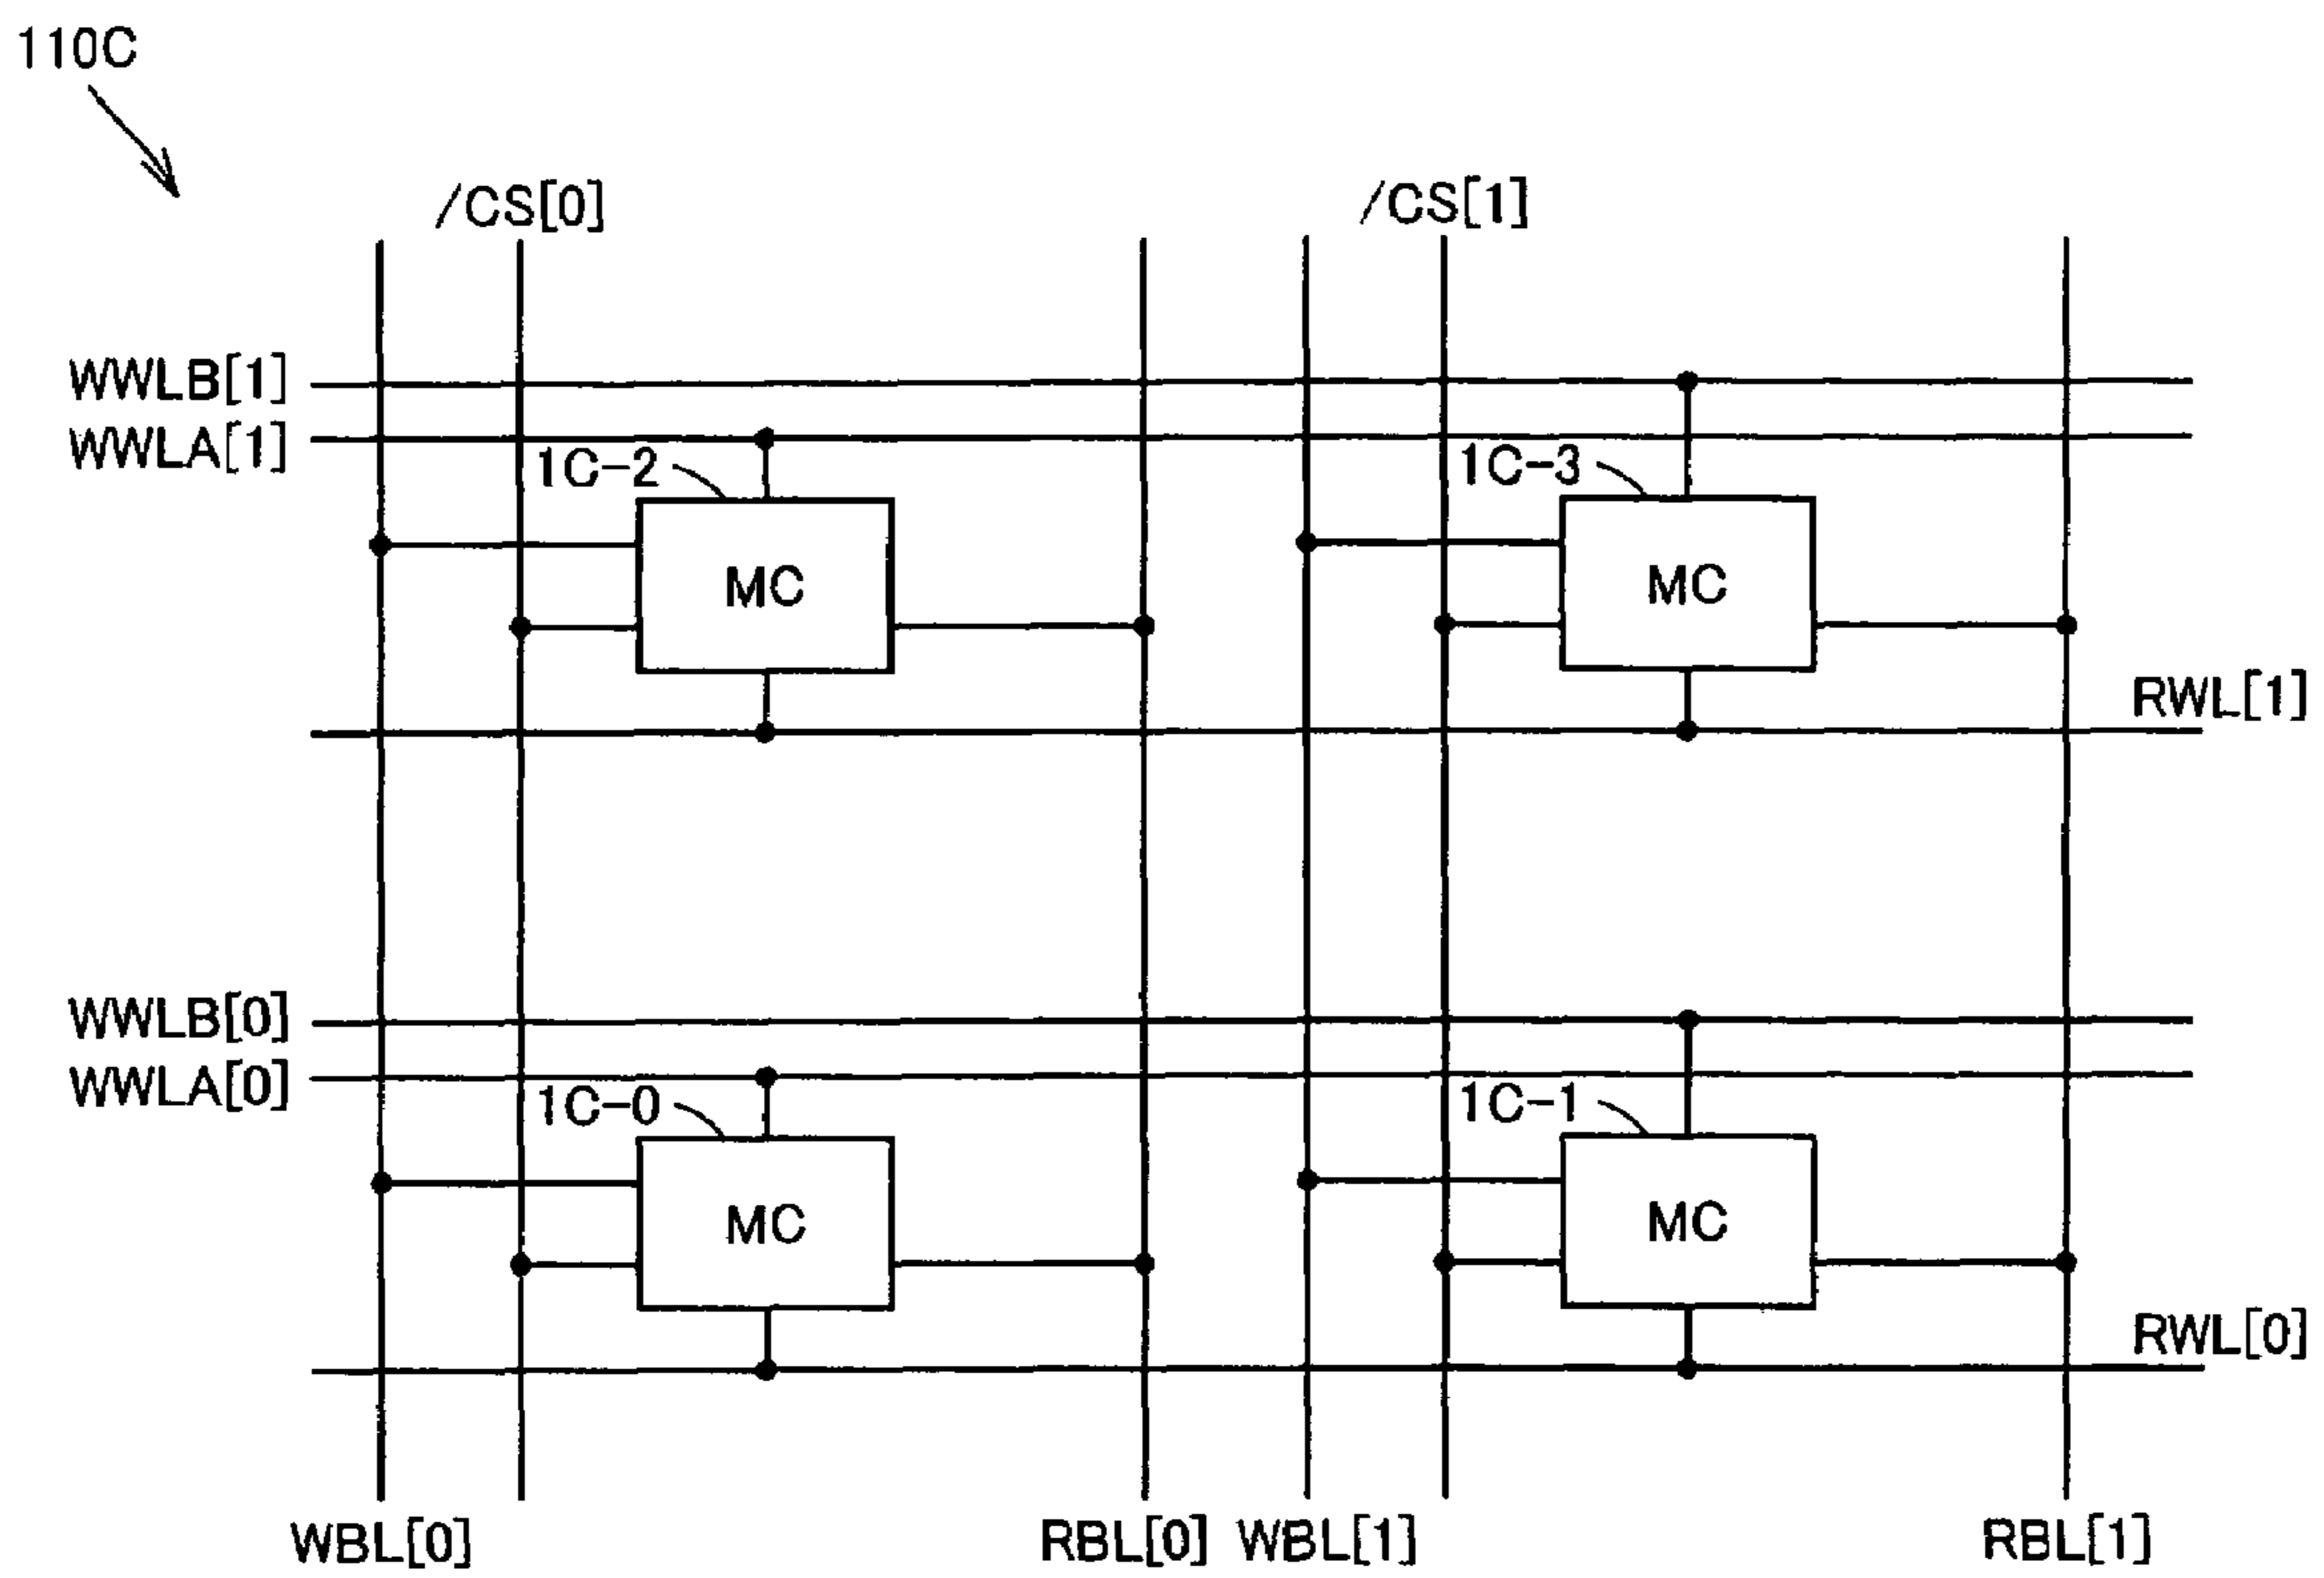 110C
/CS[0]
/CS[1]
WWLB[1]
WWLA[1]
1C-2
1C-3
MC
MC
RWL[1]
WWLB[0]
WWLA[0]
1C-0
1C-1
MC
MC
RWL[0]
WBL[0]
RBL[0]
WBL[1]
RBL[1]